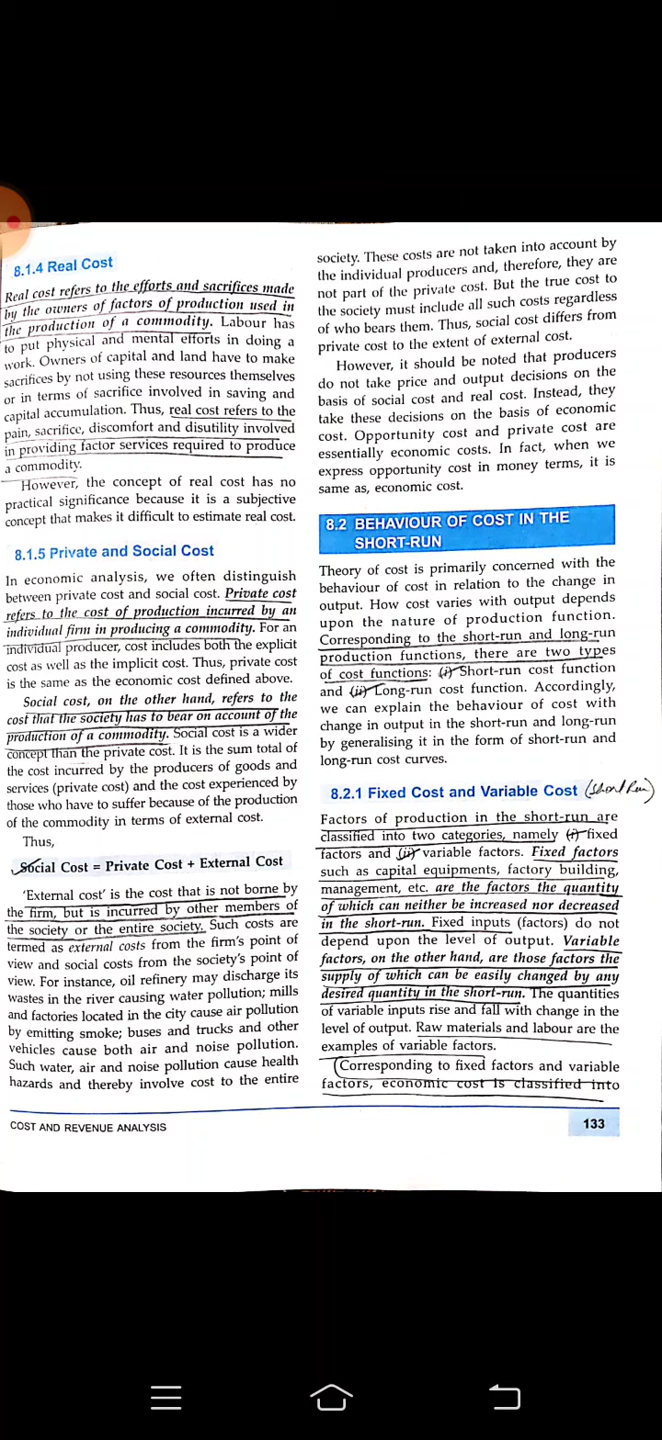 8.1.4 Real Cost
Real cost refers to the efforts and sacrifices made
by the owners of factors of production used in
the production of a commodity. Labour has
to put physical and mental efforts in doing a
work. Owners of capital and land have to make
sacrifices by not using these resources themselves
or in terms of sacrifice involved in saving and
capital accumulation. Thus, real cost refers to the
pain, sacrifice, discomfort and disutility involved
in providing factor services required to produce
a commodity.
However, the concept of real cost has no
practical significance because it is a subjective
concept that makes it difficult to estimate real cost.
8.1.5 Private and Social Cost
In economic analysis, we often distinguish
between private cost and social cost. Private cost
refers to the cost of production incurred by an
individual firm in producing a commodity. For an
individual producer, cost includes both the explicit
cost as well as the implicit cost. Thus, private cost
is the same as the economic cost defined above.
Social cost, on the other hand, refers to the
cost that the society has to bear on account of the
production of a commodity. Social cost is a wider
concept than the private cost. It is the sum total of
the cost incurred by the producers of goods and
services (private cost) and the cost experienced by
those who have to suffer because of the production
of the commodity in terms of external cost.
Thus,
Social Cost = Private Cost + External Cost
'External cost' is the cost that is not borne by
the firm, but is incurred by other members of
the society or the entire society. Such costs are
termed as external costs from the firm's point of
view and social costs from the society's point of
view. For instance, oil refinery may discharge its
wastes in the river causing water pollution; mills
and factories located in the city cause air pollution
by emitting smoke; buses and trucks and other
vehicles cause both air and noise pollution.
Such water, air and noise pollution cause health
hazards and thereby involve cost to the entire
society. These costs are not taken into account by
the individual producers and, therefore, they are
not part of the private cost. But the true cost to
the society must include all such costs regardless
of who bears them. Thus, social cost differs from
private cost to the extent of external cost.
However, it should be noted that producers
do not take price and output decisions on the
basis of social cost and real cost. Instead, they
take these decisions on the basis of economic
cost. Opportunity cost and private cost are
essentially economic costs. In fact, when we
express opportunity cost in money terms, it is
same as, economic cost.
8.2 BEHAVIOUR OF COST IN THE
SHORT-RUN
Theory of cost is primarily concerned with the
behaviour of cost in relation to the change in
output. How cost varies with output depends
upon the nature of production function.
Corresponding to the short-run and long-run
production functions, there are two types
of cost functions: (i) Short-run cost function
and (ii) Long-run cost function. Accordingly,
we can explain the behaviour of cost with
change in output in the short-run and long-run
by generalising it in the form of short-run and
long-run cost curves.
8.2.1 Fixed Cost and Variable Cost (Short Run)
Factors of production in the short-run are
classified into two categories, namely (i) fixed
factors and (ii) variable factors. Fixed factors
such as capital equipments, factory building,
management, etc. are the factors the quantity
of which can neither be increased nor decreased
in the short-run. Fixed inputs (factors) do not
depend upon the level of output. Variable
factors, on the other hand, are those factors the
supply of which can be easily changed by any
desired quantity in the short-run. The quantities
of variable inputs rise and fall with change in the
level of output. Raw materials and labour are the
examples of variable factors.
Corresponding to fixed factors and variable
factors, economic cost is classified into
COST AND REVENUE ANALYSIS
133